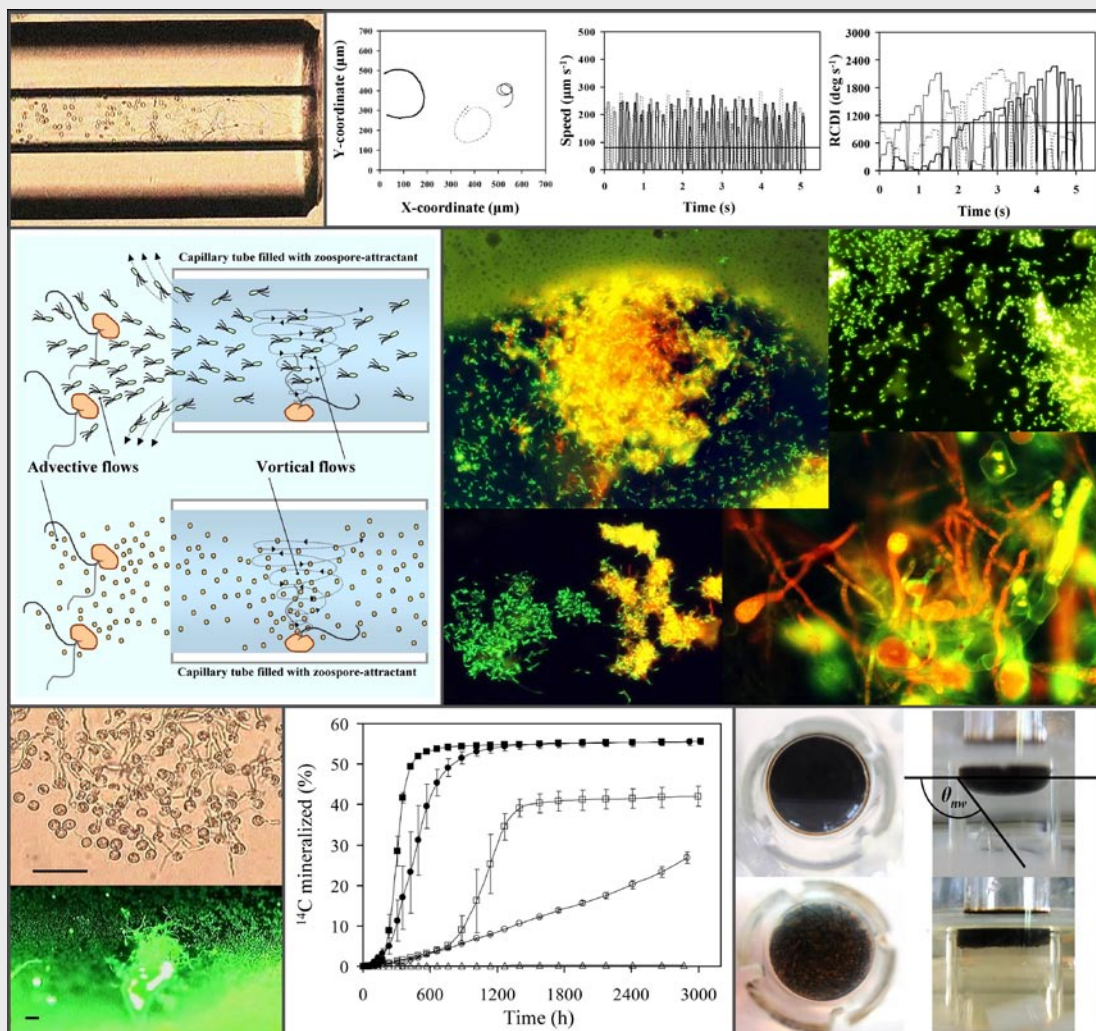 Y-coordinate (µm)
700
600
500
400
300
200
100
0
0 100 200 300 400 500 600 700
X-coordinate (µm)
Speed (µm s⁻¹)
400
300
200
100
0
0 1 2 3 4 5
Time (s)
RCDI (deg s⁻¹)
3000
2400
1800
1200
600
0
0 1 2 3 4 5
Time (s)
Capillary tube filled with zoospore-attractant
Advective flows
Vortical flows
Capillary tube filled with zoospore-attractant
¹⁴C mineralized (%)
60
50
40
30
20
10
0
0 600 1200 1800 2400 3000
Time (h)
θnw